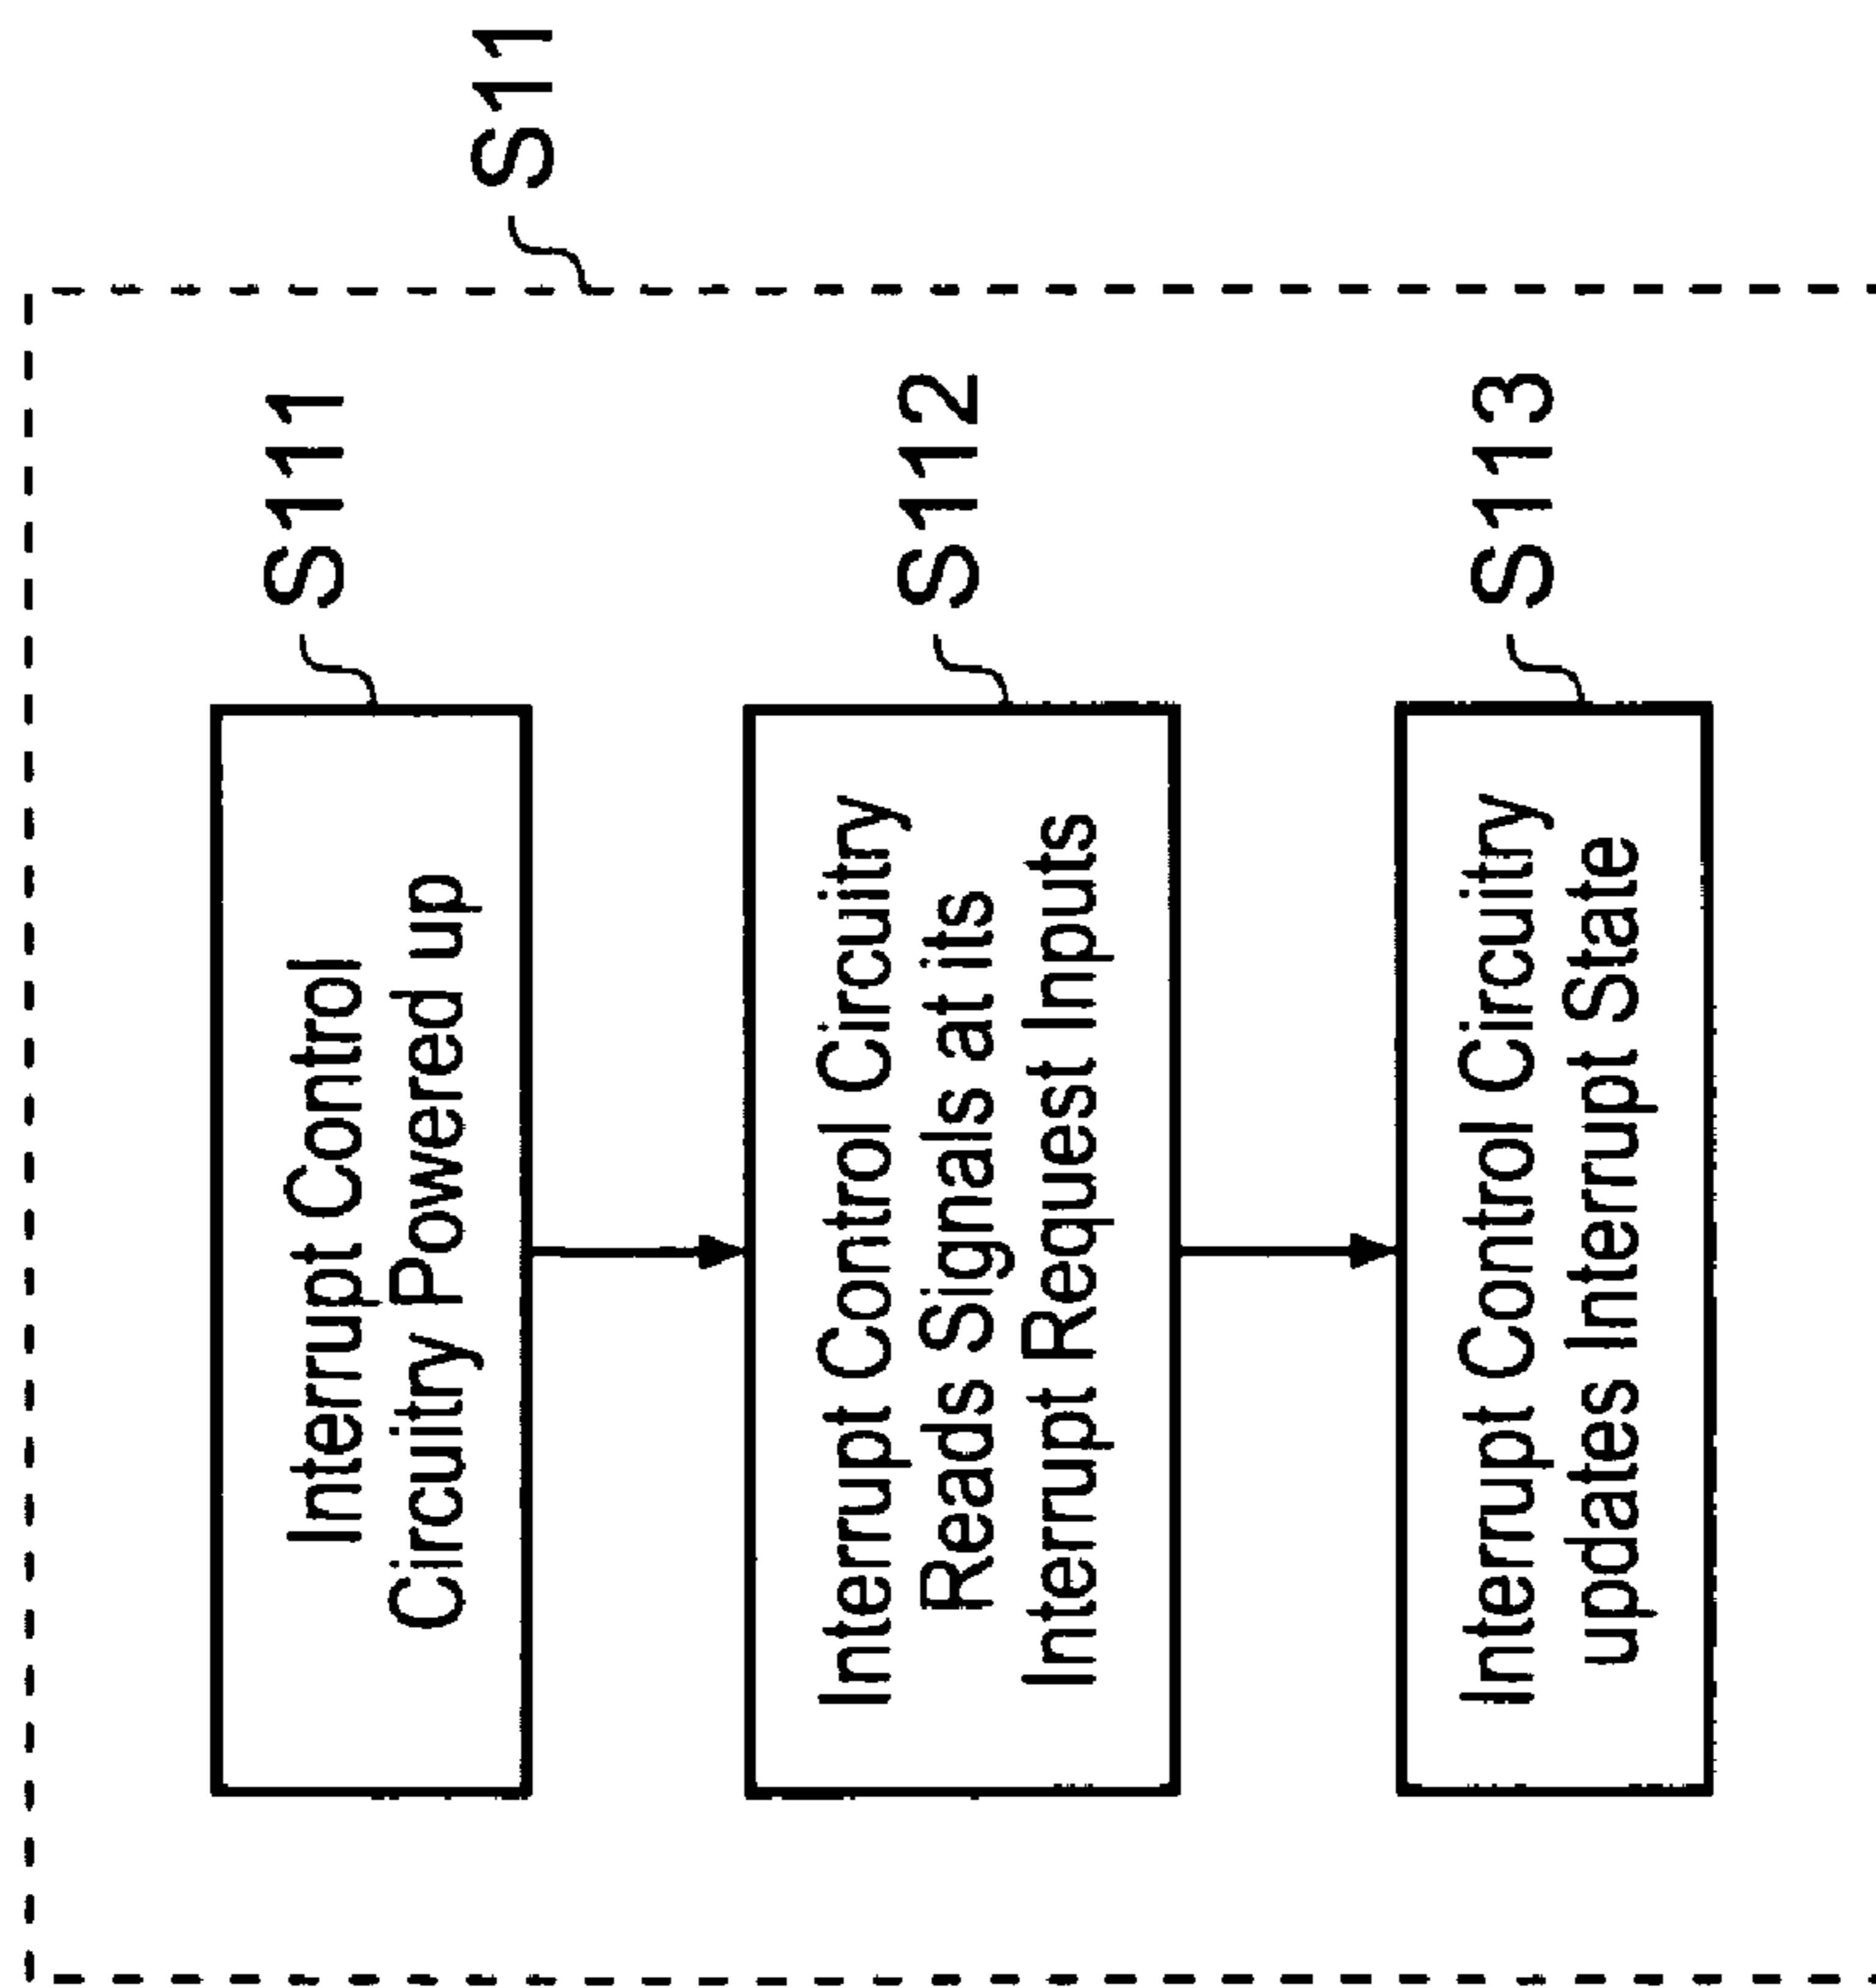 S11
S111
Interrupt Control
Circuitry Powered up
S112
Interrupt Control Circuitry
Reads Signals at its
Interrupt Request Inputs
S113
Interrupt Control Circuitry
updates Interrupt State